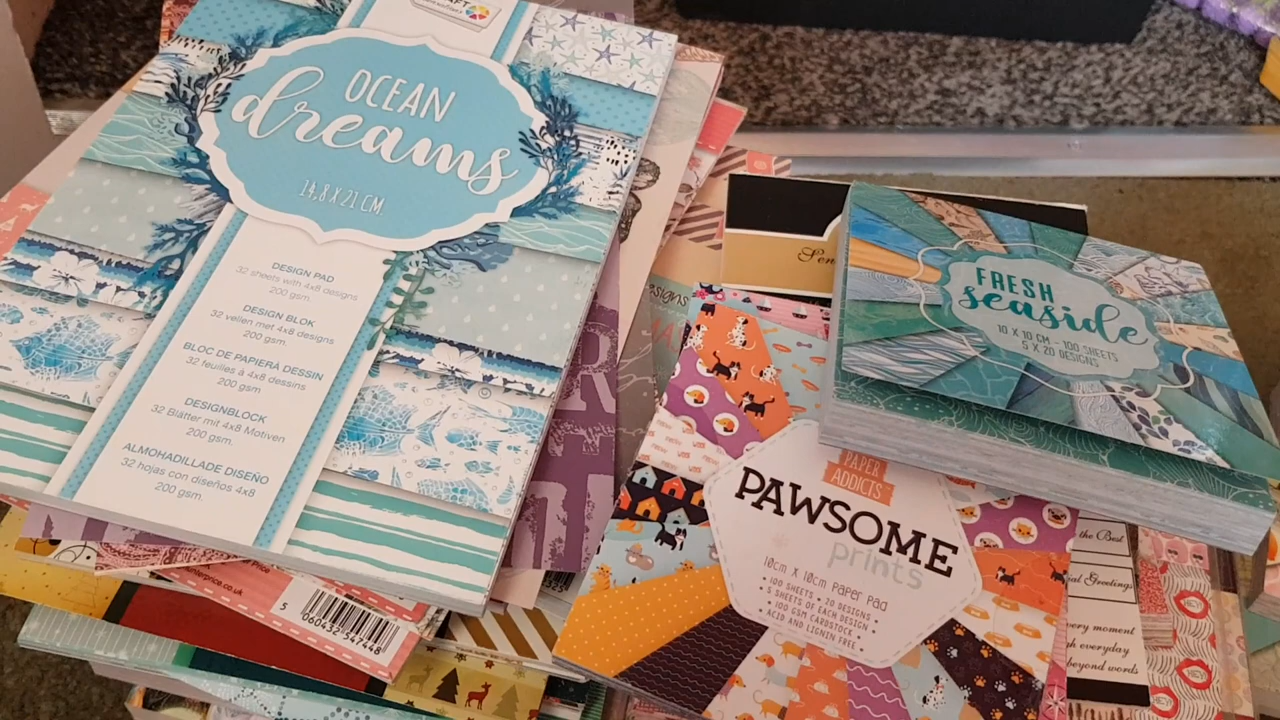 OCEAN
dreams
14,8 X 21 CM.
DESIGN PAD
32 sheets with 4x8 designs
200 gsm.
DESIGN BLOK
32 vellen met 4x8 designs
200 gsm.
BLOC DE PAPIERA DESSIN
32 feuilles à 4x8 dessins
200 gsm.
DESIGNBLOCK
32 Blätter mit 4x8 Motiven
200 gsm.
ALMOHADILLADE DISEÑO
32 hojas con diseños 4x8
200 gsm.
FRESH
seaside
10 X 10 CM - 100 SHEETS
5 X 20 DESIGNS
PAPER
ADDICTS
PAWSOME
prints
10cm X 10cm PAPER PAD
• 100 SHEETS • 20 DESIGNS •
• 5 SHEETS OF EACH DESIGN •
• 100 GSM CARDSTOCK •
• ACID AND LIGNIN FREE •
the Best
Greetings
every moment
everyday
beyond words
HEY!
HEY!
HEY!
5 060432 547448